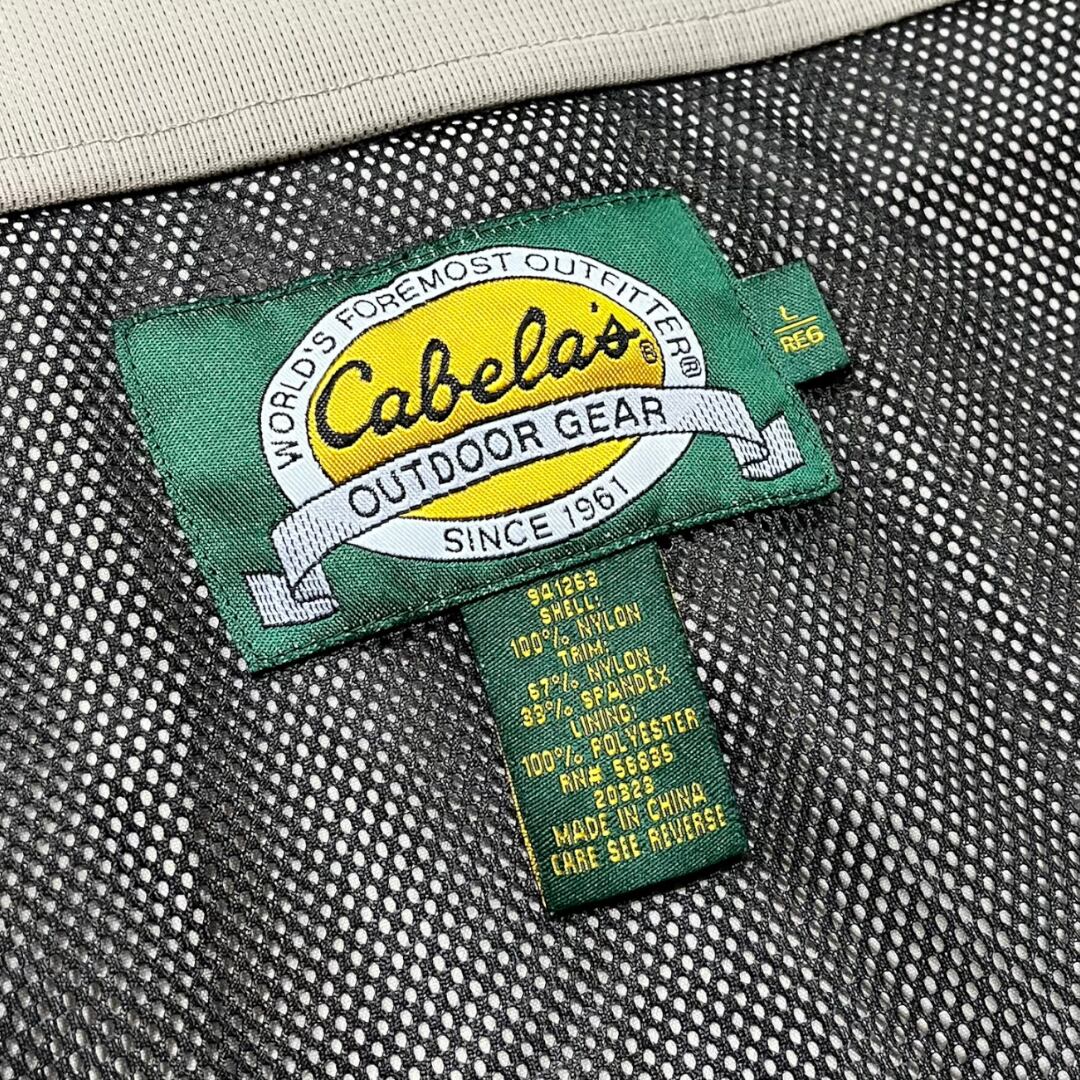 WORLD'S FOREMOST OUTFITTER®
Cabela's®
OUTDOOR GEAR
SINCE 1961
L
REG
941263
SHELL:
100% NYLON
TRIM:
67% NYLON
33% SPANDEX
LINING:
100% POLYESTER
RN# 56835
20323
MADE IN CHINA
CARE SEE REVERSE